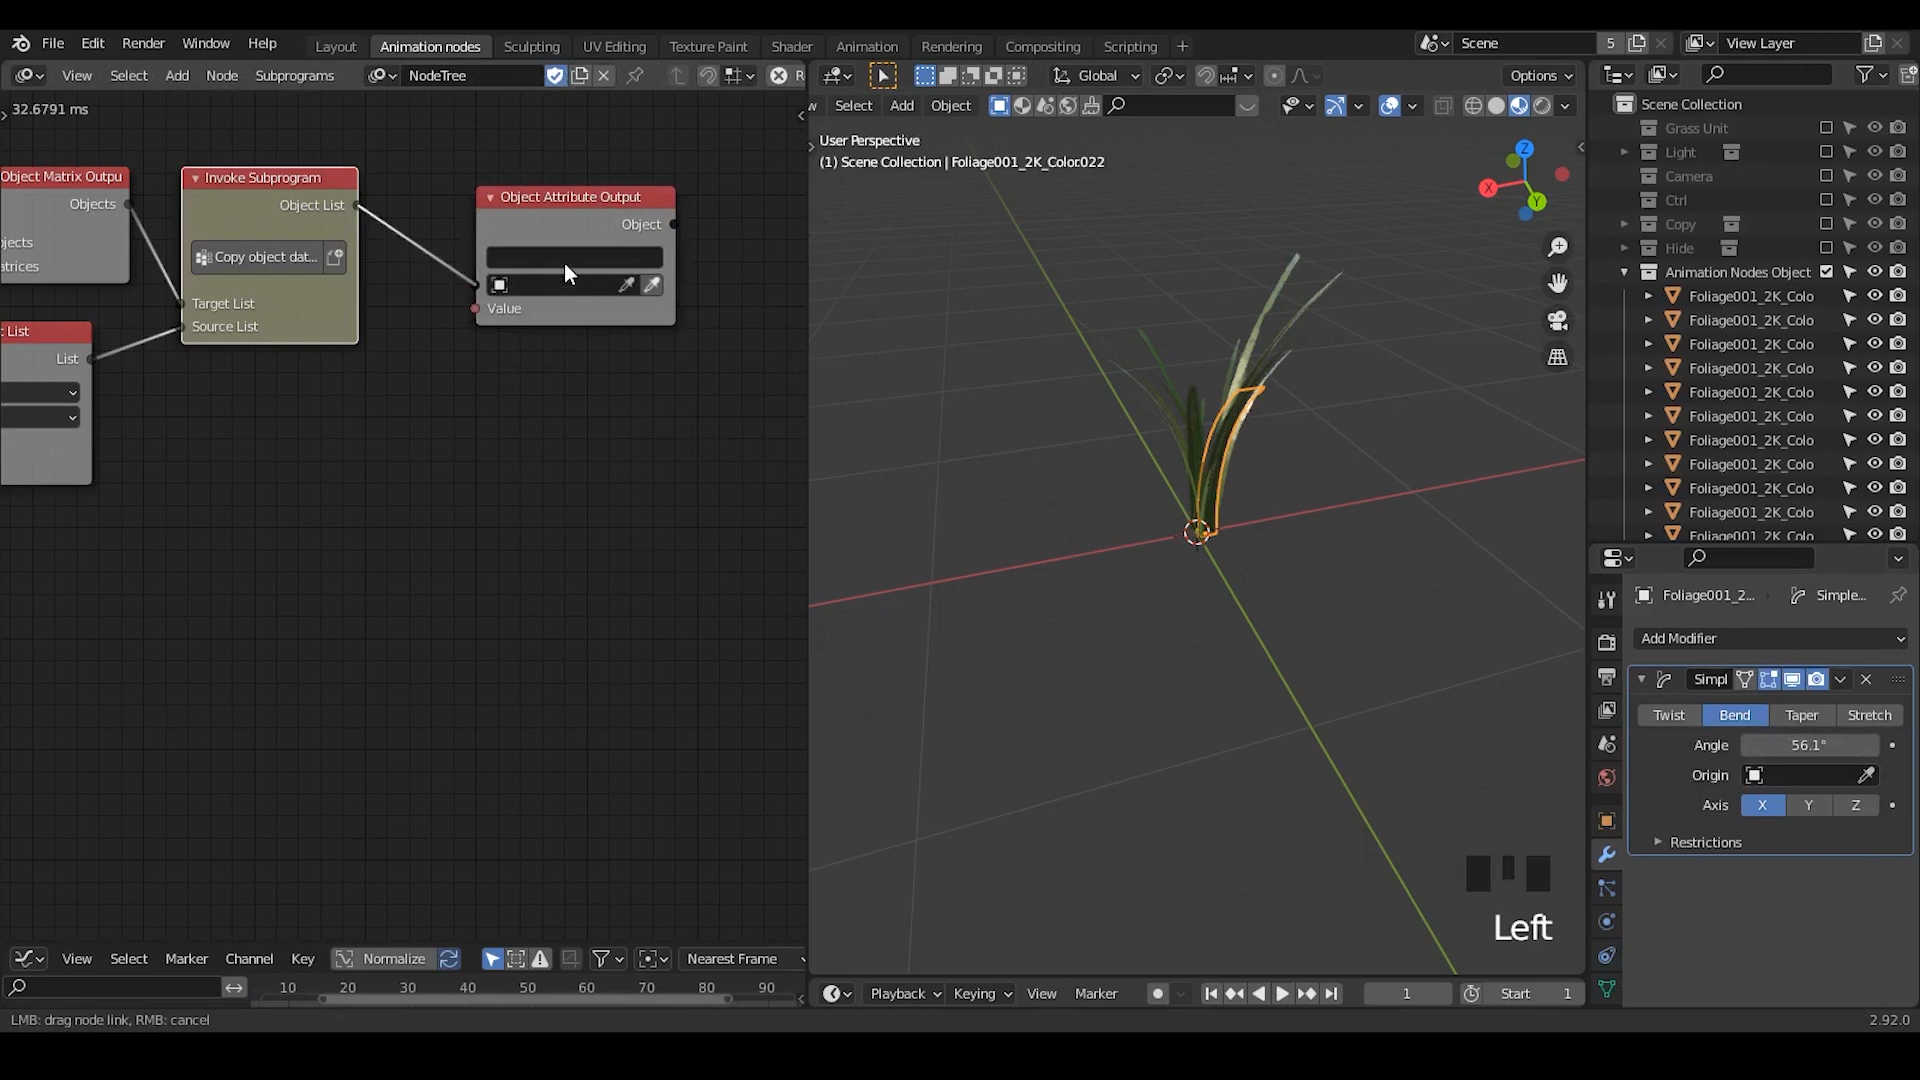 File Edit Render Window Help Layout Animation nodes Sculpting UV Editing Texture Paint Shader Animation Rendering Compositing Scripting + Scene 5 View Layer
View Select Add Node Subprograms NodeTree R Global Options
32.6791 ms
w Select Add Object
User Perspective
(1) Scene Collection | Foliage001_2K_Color.022
Z
X
Y
Object Matrix Outpu
Objects
jects
atrices
t List
List
Invoke Subprogram
Object List
Copy object dat...
Target List
Source List
Object Attribute Output
Object
Value
Left
Scene Collection
Grass Unit
Light
Camera
Ctrl
Copy
Hide
Animation Nodes Object
Foliage001_2K_Colo
Foliage001_2K_Colo
Foliage001_2K_Colo
Foliage001_2K_Colo
Foliage001_2K_Colo
Foliage001_2K_Colo
Foliage001_2K_Colo
Foliage001_2K_Colo
Foliage001_2K_Colo
Foliage001_2K_Colo
Foliage001_2K_Colo
Foliage001_2... Simple...
Add Modifier
Simpl
Twist Bend Taper Stretch
Angle 56.1°
Origin
Axis X Y Z
Restrictions
View Select Marker Channel Key Normalize Nearest Frame
10 20 30 40 50 60 70 80 90
Playback Keying View Marker 1 Start 1
LMB: drag node link, RMB: cancel
2.92.0